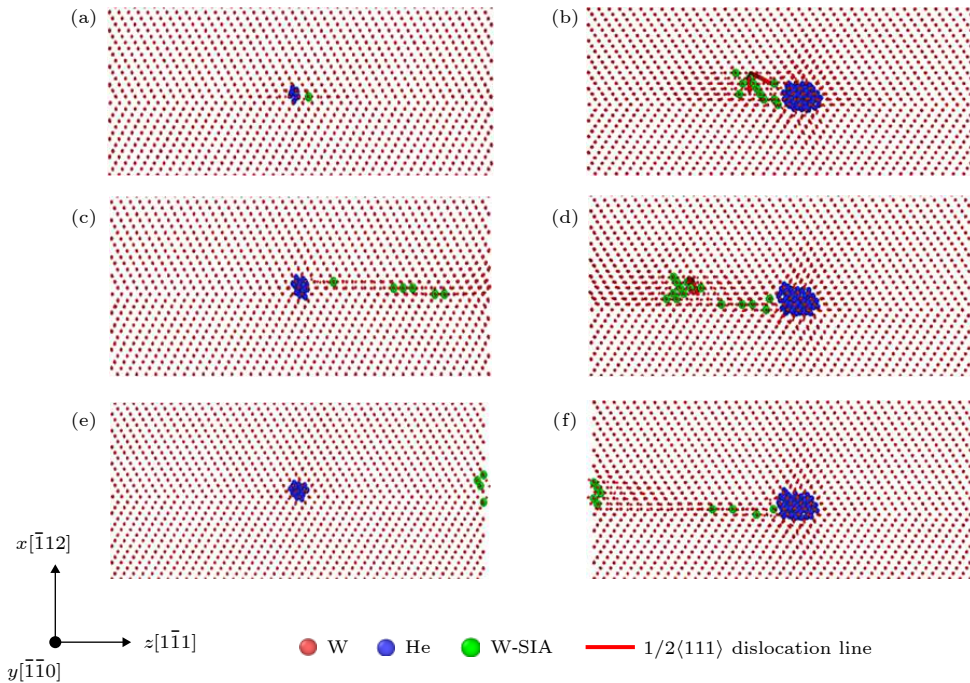 (a)
(b)
(c)
(d)
(e)
(f)
x[1̄12]
z[11̄1]
y[1̄1̄0]
W
He
W-SIA
1/2⟨111⟩ dislocation line